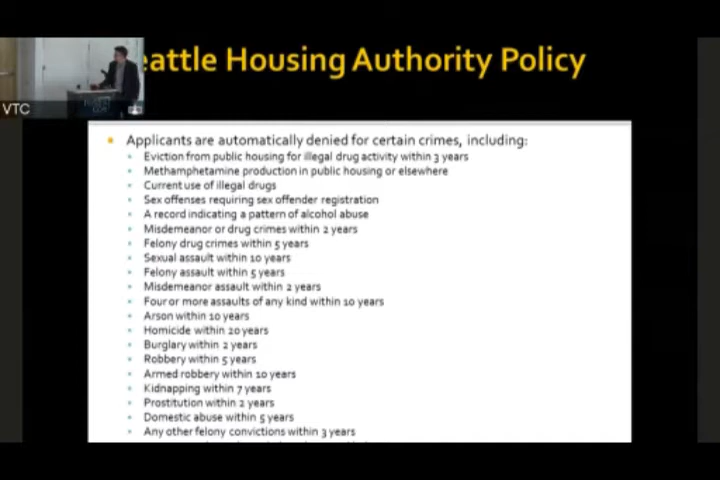 eattle Housing Authority Policy
VTC
Applicants are automatically denied for certain crimes, including:
Eviction from public housing for illegal drug activity within 3 years
Methamphetamine production in public housing or elsewhere
Current use of illegal drugs
Sex offenses requiring sex offender registration
A record indicating a pattern of alcohol abuse
Misdemeanor or drug crimes within 2 years
Felony drug crimes within 5 years
Sexual assault within 10 years
Felony assault within 5 years
Misdemeanor assault within 2 years
Four or more assaults of any kind within 10 years
Arson within 10 years
Homicide within 20 years
Burglary within 2 years
Robbery within 5 years
Armed robbery within 10 years
Kidnapping within 7 years
Prostitution within 2 years
Domestic abuse within 5 years
Any other felony convictions within 3 years